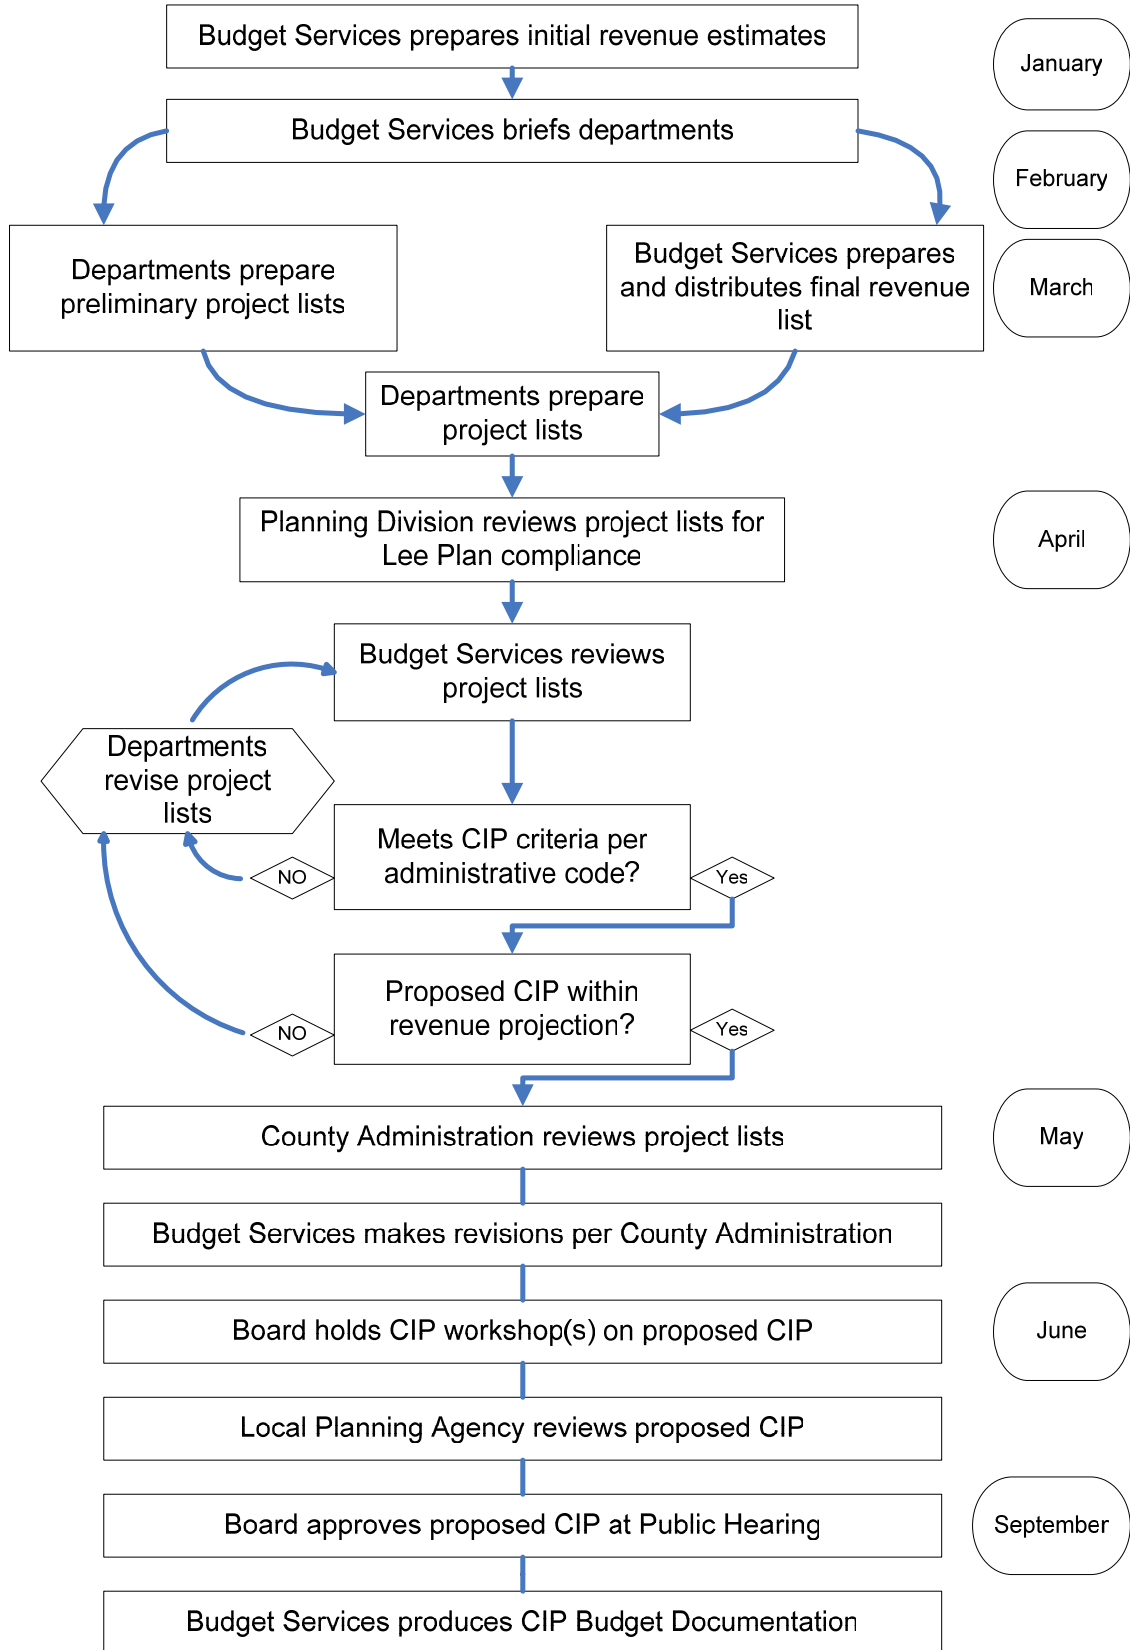 Budget Services prepares initial revenue estimates
January
Budget Services briefs departments
February
Departments prepare
preliminary project lists
Budget Services prepares
and distributes final revenue
list
March
Departments prepare
project lists
Planning Division reviews project lists for
Lee Plan compliance
April
Budget Services reviews
project lists
Departments
revise project
lists
Meets CIP criteria per
administrative code?
NO
Yes
Proposed CIP within
revenue projection?
NO
Yes
County Administration reviews project lists
May
Budget Services makes revisions per County Administration
Board holds CIP workshop(s) on proposed CIP
June
Local Planning Agency reviews proposed CIP
Board approves proposed CIP at Public Hearing
September
Budget Services produces CIP Budget Documentation